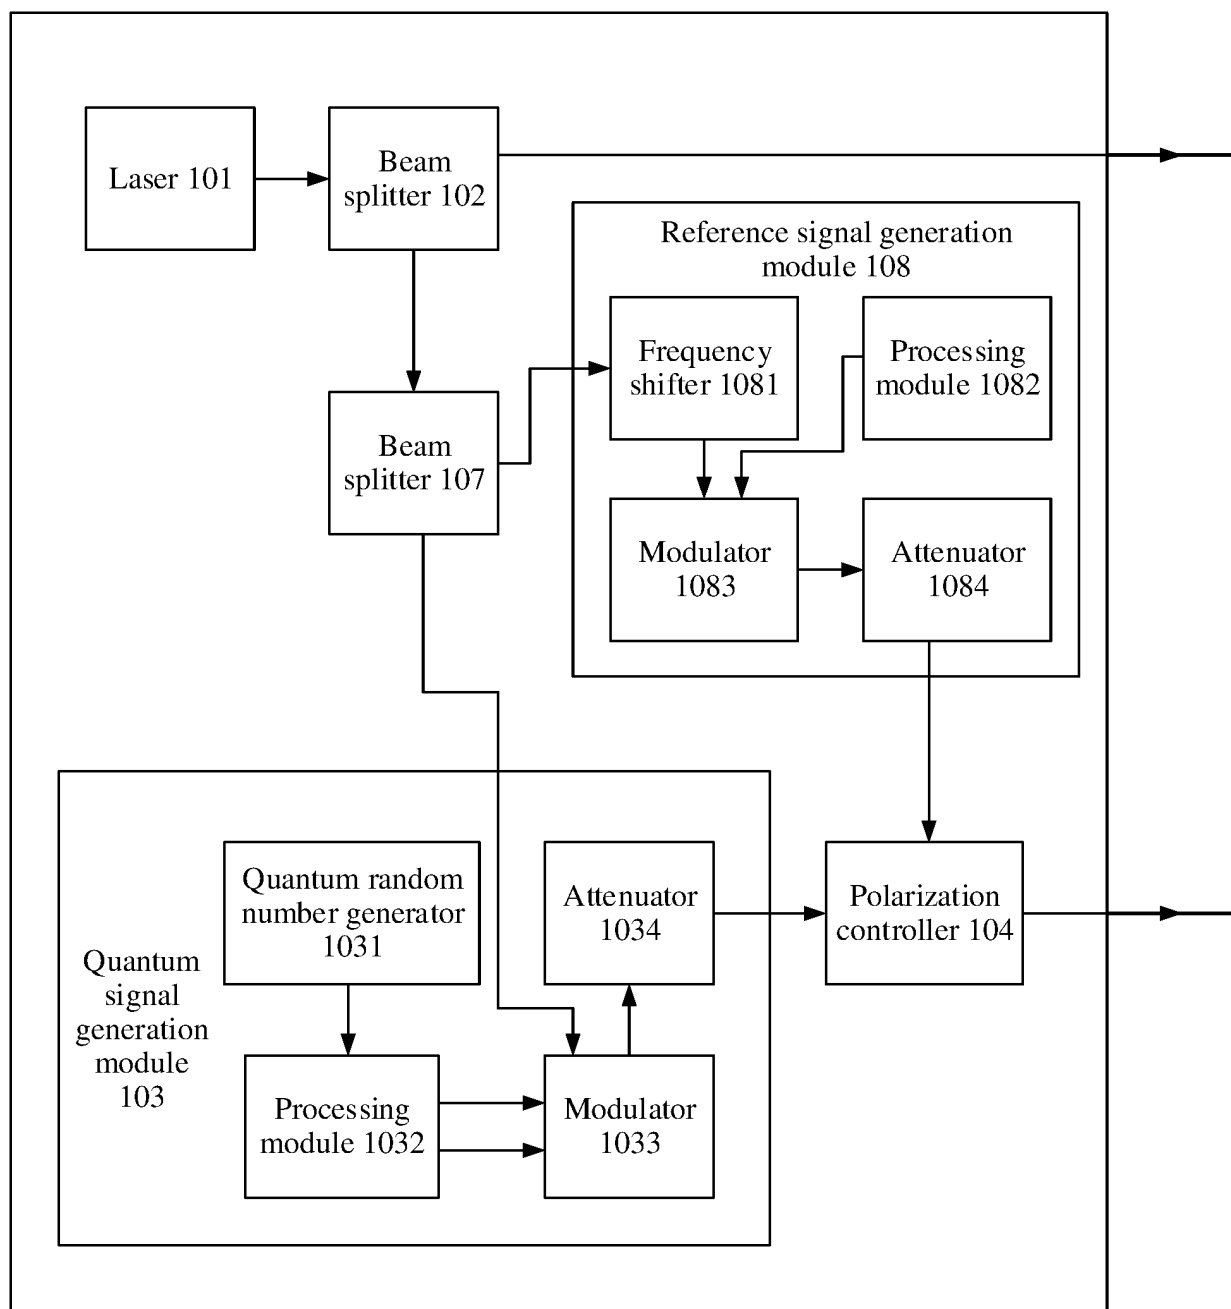 Laser 101
Beam
splitter 102
Reference signal generation
module 108
Frequency
shifter 1081
Processing
module 1082
Beam
splitter 107
Modulator
1083
Attenuator
1084
Quantum random
number generator
1031
Attenuator
1034
Polarization
controller 104
Quantum
signal
generation
module
103
Processing
module 1032
Modulator
1033